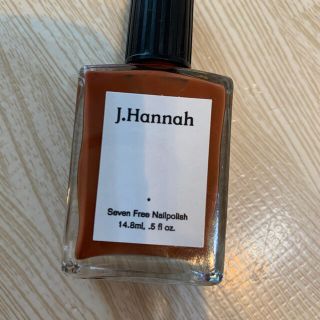 J.Hannah
Seven Free Nailpolish
14.8ml, .5 fl oz.